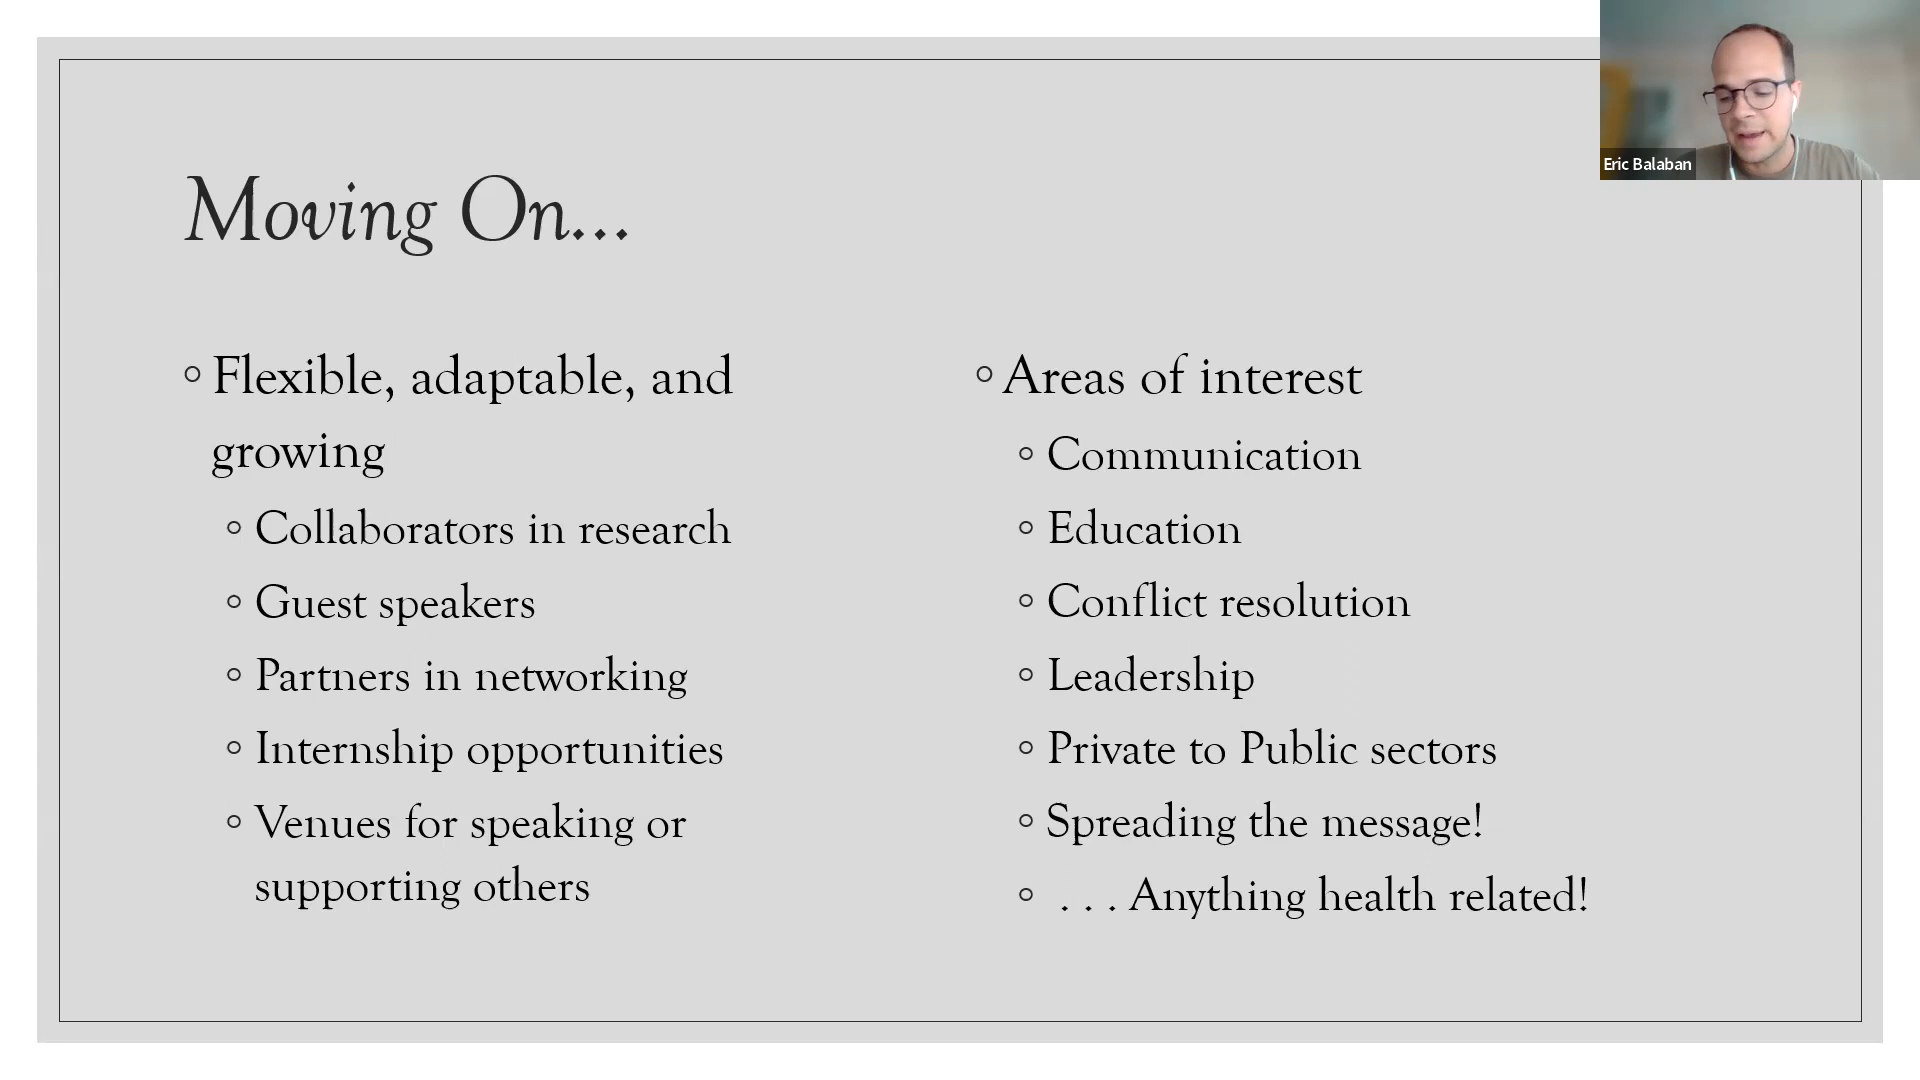 Eric Balaban
Moving On...
Flexible, adaptable, and
growing
Collaborators in research
Guest speakers
Partners in networking
Internship opportunities
Venues for speaking or
supporting others
Areas of interest
Communication
Education
Conflict resolution
Leadership
Private to Public sectors
Spreading the message!
. . . Anything health related!